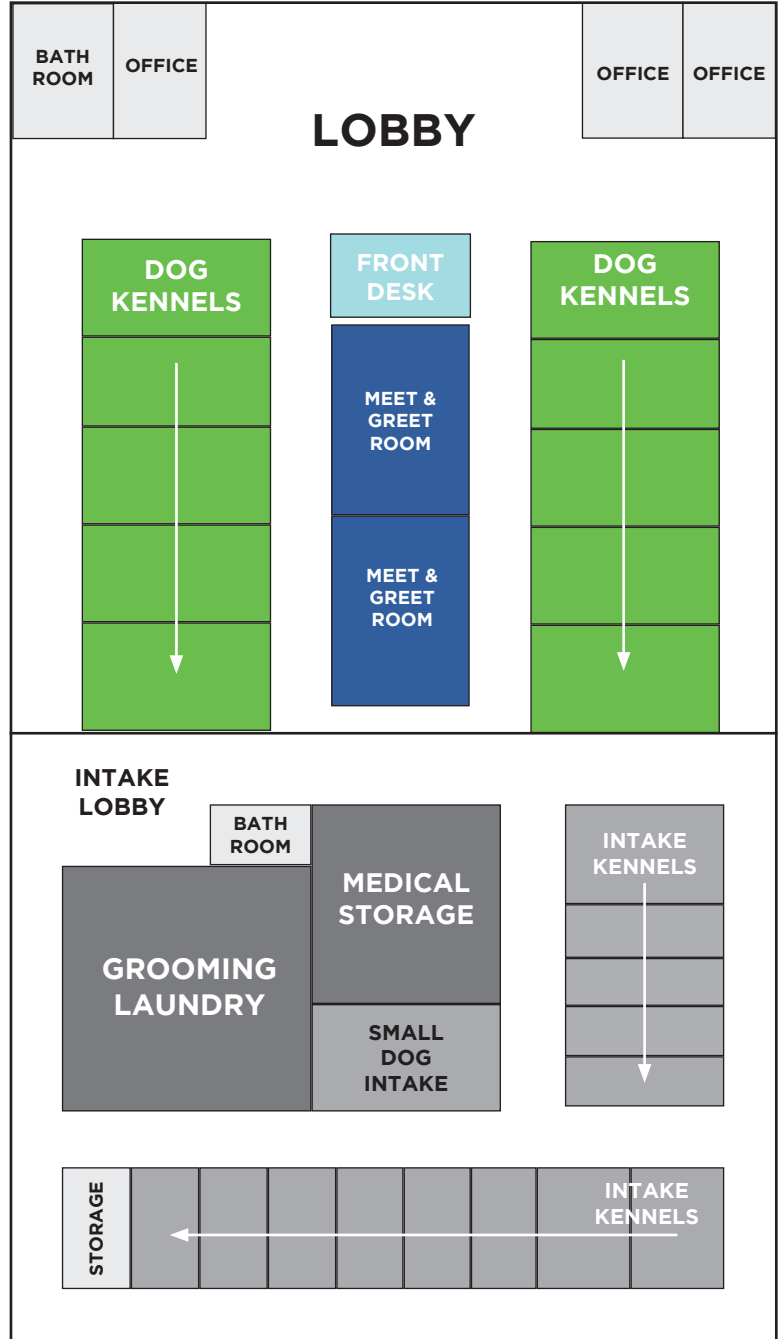 BATH
ROOM
OFFICE
OFFICE
OFFICE
LOBBY
DOG
KENNELS
FRONT
DESK
DOG
KENNELS
MEET &
GREET
ROOM
MEET &
GREET
ROOM
INTAKE
LOBBY
BATH
ROOM
MEDICAL
STORAGE
INTAKE
KENNELS
GROOMING
LAUNDRY
SMALL
DOG
INTAKE
STORAGE
INTAKE
KENNELS